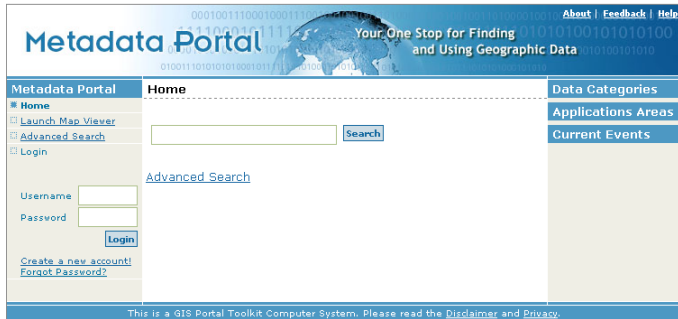 About | Feedback | Help
Metadata Portal
Your One Stop for Finding
and Using Geographic Data
Metadata Portal
Home
Launch Map Viewer
Advanced Search
Login
Username
Password
Login
Create a new account!
Forgot Password?
Home
Search
Advanced Search
Data Categories
Applications Areas
Current Events
This is a GIS Portal Toolkit Computer System. Please read the Disclaimer and Privacy.